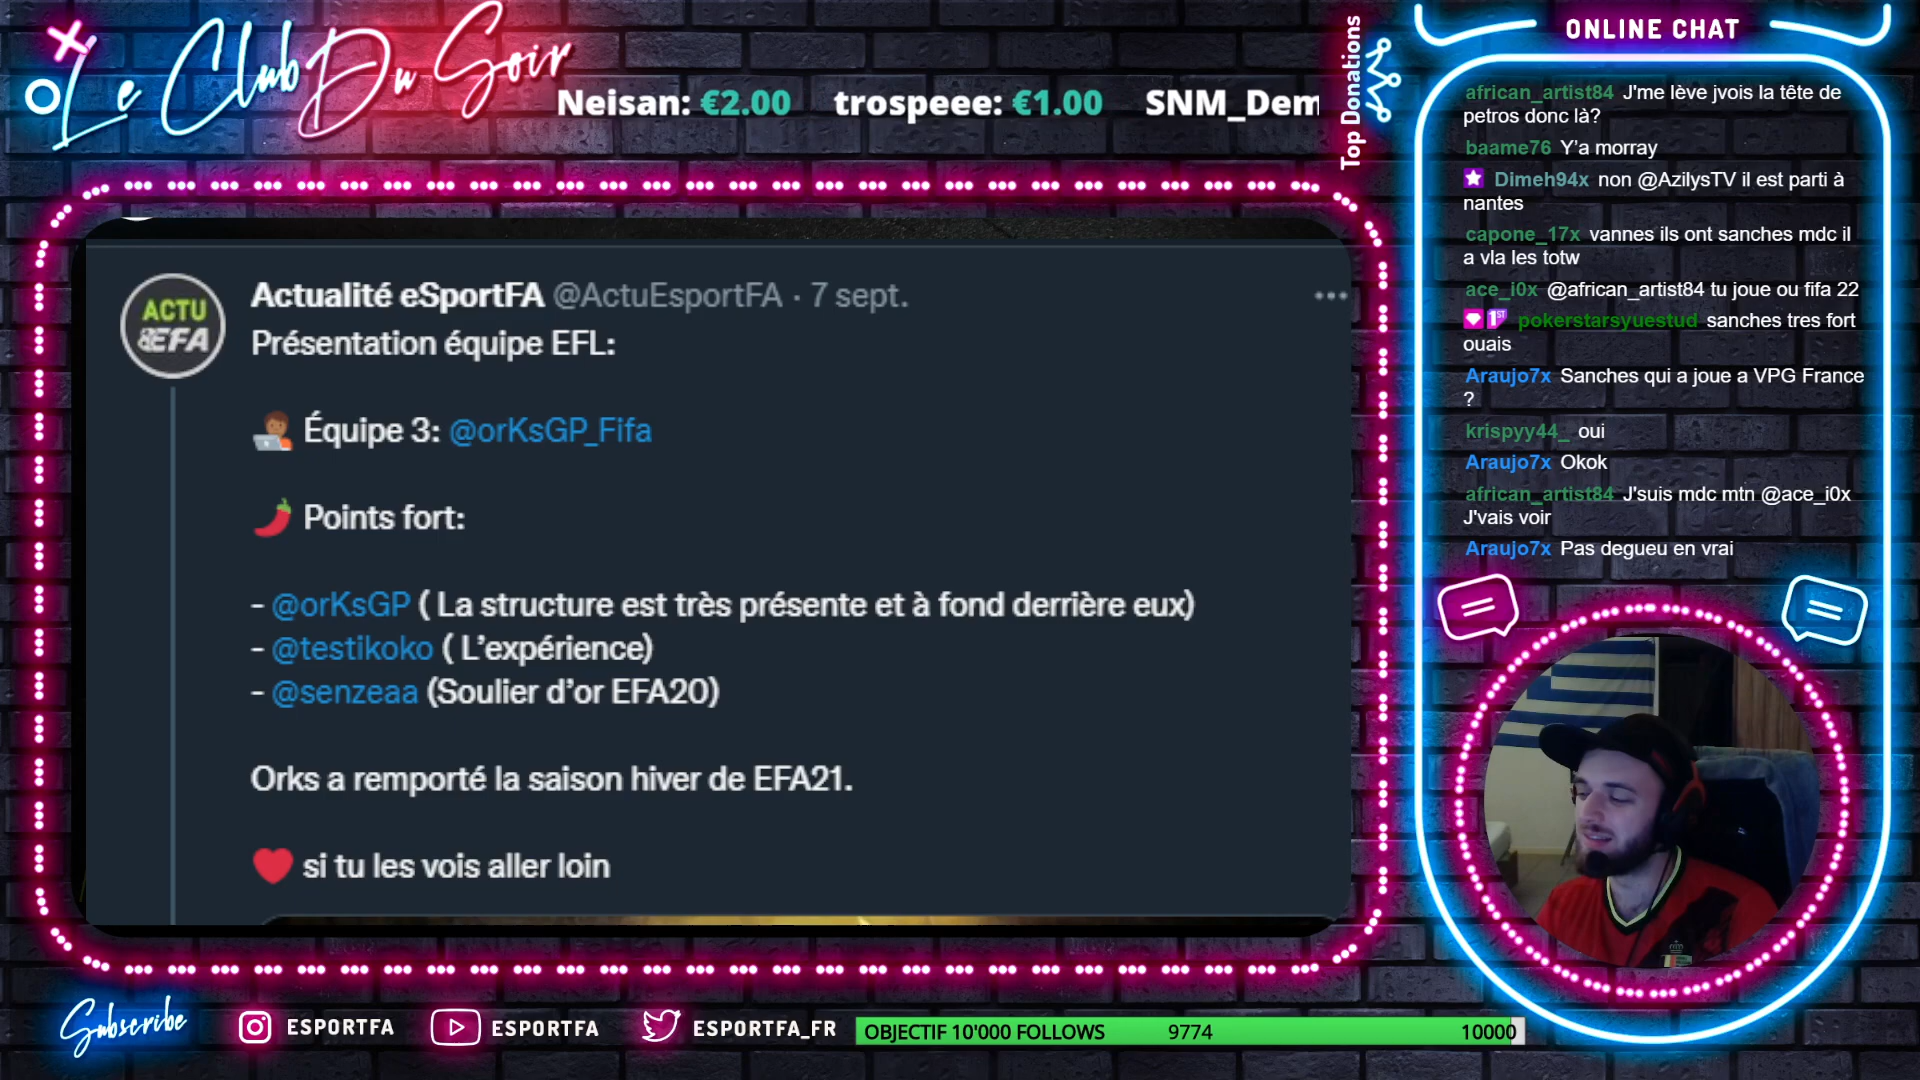 Le Club Du Soir
Neisan: €2.00 trospeee: €1.00 SNM_Dem
Top Donations
ACTU
EFA
Actualité eSportFA @ActuEsportFA · 7 sept.
Présentation équipe EFL:
Équipe 3: @orKsGP_Fifa
Points fort:
- @orKsGP ( La structure est très présente et à fond derrière eux)
- @testikoko ( L’expérience)
- @senzeaa (Soulier d’or EFA20)
Orks a remporté la saison hiver de EFA21.
si tu les vois aller loin
ONLINE CHAT
african_artist84 J'me lève jvois la tête de
petros donc là?
baame76 Y'a morray
Dimeh94x non @AzilysTV il est parti à
nantes
capone_17x vannes ils ont sanches mdc il
a vla les totw
ace_i0x @african_artist84 tu joue ou fifa 22
1ST pokerstarsyuestud sanches tres fort
ouais
Araujo7x Sanches qui a joue a VPG France
?
krispyy44_ oui
Araujo7x Okok
african_artist84 J'suis mdc mtn @ace_i0x
J'vais voir
Araujo7x Pas degueu en vrai
Subscribe
ESPORTFA
ESPORTFA
ESPORTFA_FR
OBJECTIF 10'000 FOLLOWS 9774 10000